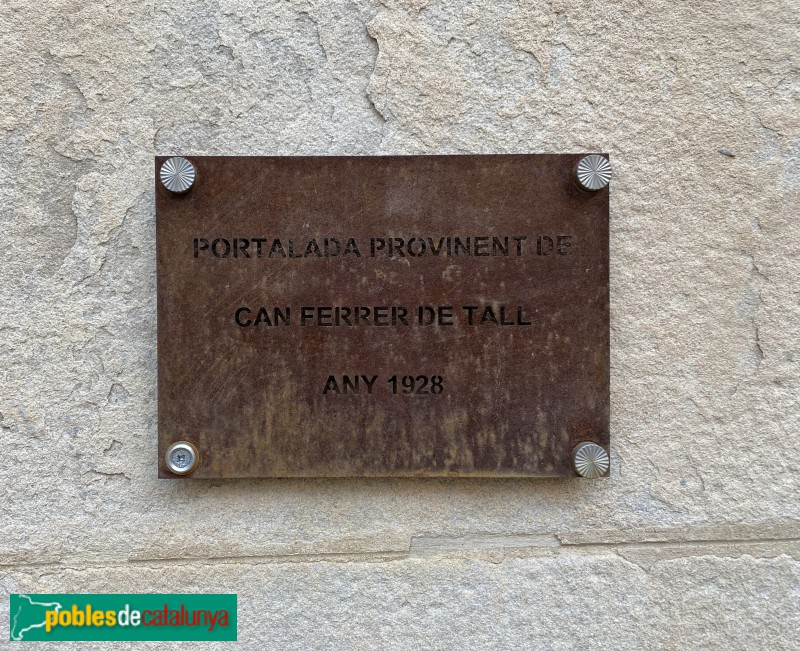 PORTALADA PROVINENT DE
CAN FERRER DE TALL
ANY 1928
poblesdecatalunya